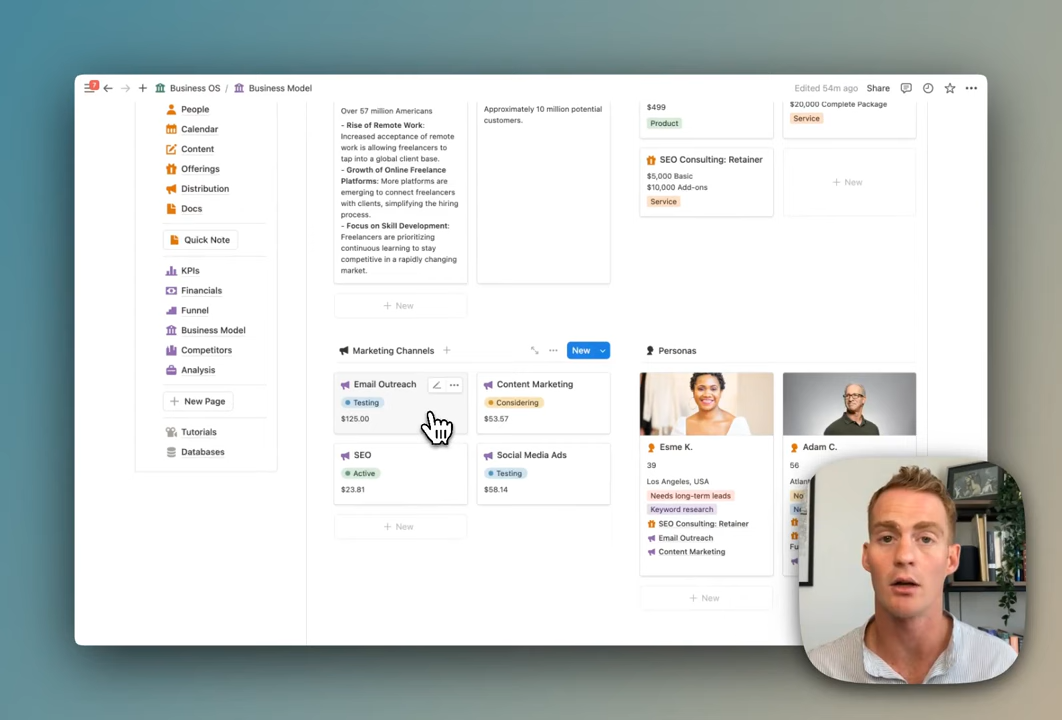 7
Business OS / Business Model
Edited 54m ago
Share
People
Calendar
Content
Offerings
Distribution
Docs
Quick Note
KPIs
Financials
Funnel
Business Model
Competitors
Analysis
+ New Page
Tutorials
Databases
Over 57 million Americans
- Rise of Remote Work:
Increased acceptance of remote
work is allowing freelancers to
tap into a global client base.
- Growth of Online Freelance
Platforms: More platforms are
emerging to connect freelancers
with clients, simplifying the hiring
process.
- Focus on Skill Development:
Freelancers are prioritizing
continuous learning to stay
competitive in a rapidly changing
market.
+ New
Approximately 10 million potential
customers.
$499
Product
$20,000 Complete Package
Service
SEO Consulting: Retainer
$5,000 Basic
$10,000 Add-ons
Service
+ New
Marketing Channels +
New
Email Outreach
Testing
$125.00
Content Marketing
Considering
$53.57
SEO
Active
$23.81
Social Media Ads
Testing
$58.14
+ New
Personas
Esme K.
39
Los Angeles, USA
Needs long-term leads
Keyword research
SEO Consulting: Retainer
Email Outreach
Content Marketing
+ New
Adam C.
56